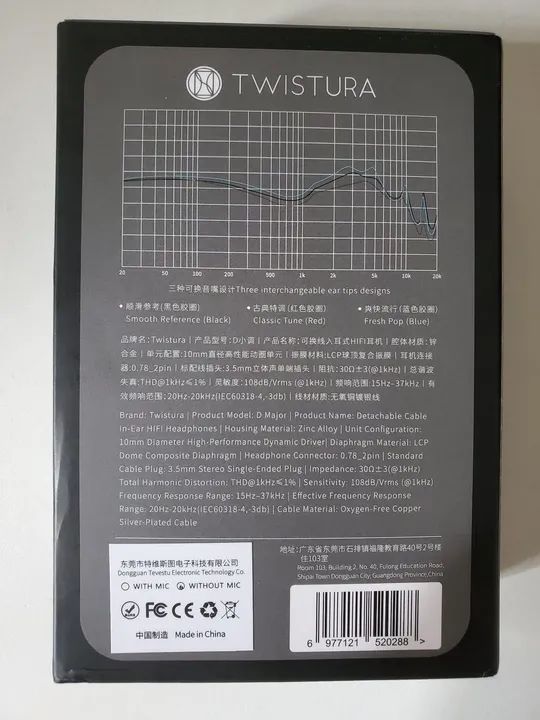 TWISTURA
20 50 100 200 500 1k 2k 5k 10k 20k
三种可换音嘴设计Three interchangeable ear tips designs
• 顺滑参考(黑色胶圈) • 古典特调(红色胶圈) • 爽快流行(蓝色胶圈)
Smooth Reference (Black) Classic Tune (Red) Fresh Pop (Blue)
品牌名称:Twistura | 产品型号:D小调 | 产品名称:可换线入耳式HIFI耳机 | 腔体材质:锌
合金 | 单元配置:10mm直径高性能动圈单元 | 振膜材料:LCP球顶复合振膜 | 耳机连接
器:0.78_2pin | 标配线插头:3.5mm立体声单端插头 | 阻抗:30Ω±3(@1kHz) | 总谐波
失真:THD@1kHz≤1% | 灵敏度:108dB/Vrms (@1kHz) | 频响范围:15Hz-37kHz | 有
效频响范围:20Hz-20kHz(IEC60318-4,-3db) | 线材材质:无氧铜镀银线
Brand: Twistura | Product Model: D Major | Product Name: Detachable Cable
In-Ear HIFI Headphones | Housing Material: Zinc Alloy | Unit Configuration:
10mm Diameter High-Performance Dynamic Driver| Diaphragm Material: LCP
Dome Composite Diaphragm | Headphone Connector: 0.78_2pin | Standard
Cable Plug: 3.5mm Stereo Single-Ended Plug | Impedance: 30Ω±3(@1kHz)
Total Harmonic Distortion: THD@1kHz≤1% | Sensitivity: 108dB/Vrms (@1kHz)
Frequency Response Range: 15Hz-37kHz | Effective Frequency Response
Range: 20Hz-20kHz(IEC60318-4,-3db) | Cable Material: Oxygen-Free Copper
Silver-Plated Cable
东莞市特维斯图电子科技有限公司
Dongguan Tevestu Electronic Technology Co.
WITH MIC WITHOUT MIC
FC CE
中国制造 Made in China
地址:广东省东莞市石排镇福隆教育路40号2号楼
住103室
Room 103, Building 2, No. 40, Fulong Education Road,
Shipai Town Dongguan City, Guangdong Province,China
6 977121 520288 >